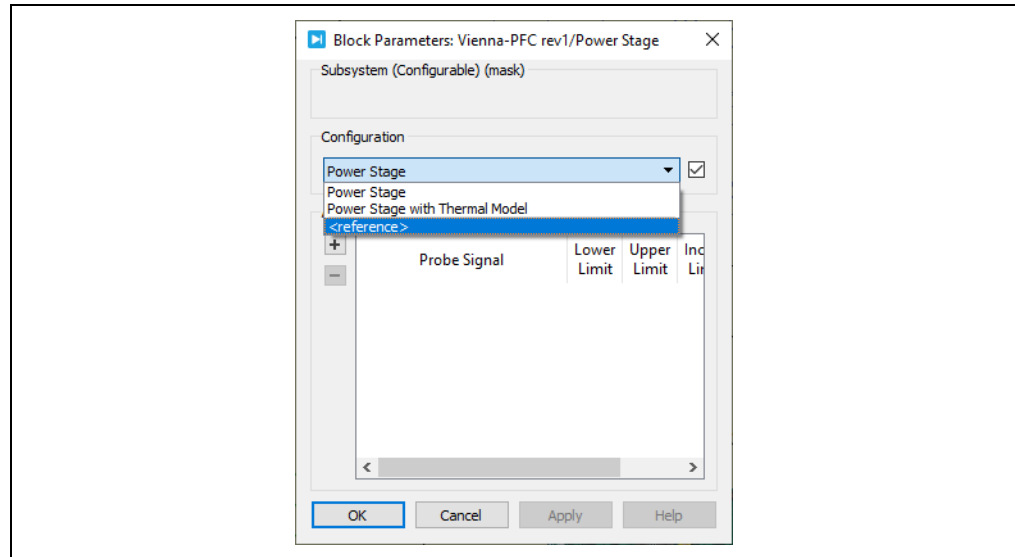 Block Parameters: Vienna-PFC rev1/Power Stage
Subsystem (Configurable) (mask)
Configuration
Power Stage
Power Stage
Power Stage with Thermal Model
<reference>
+
Probe Signal
Lower Limit
Upper Limit
−
OK
Cancel
Apply
Help